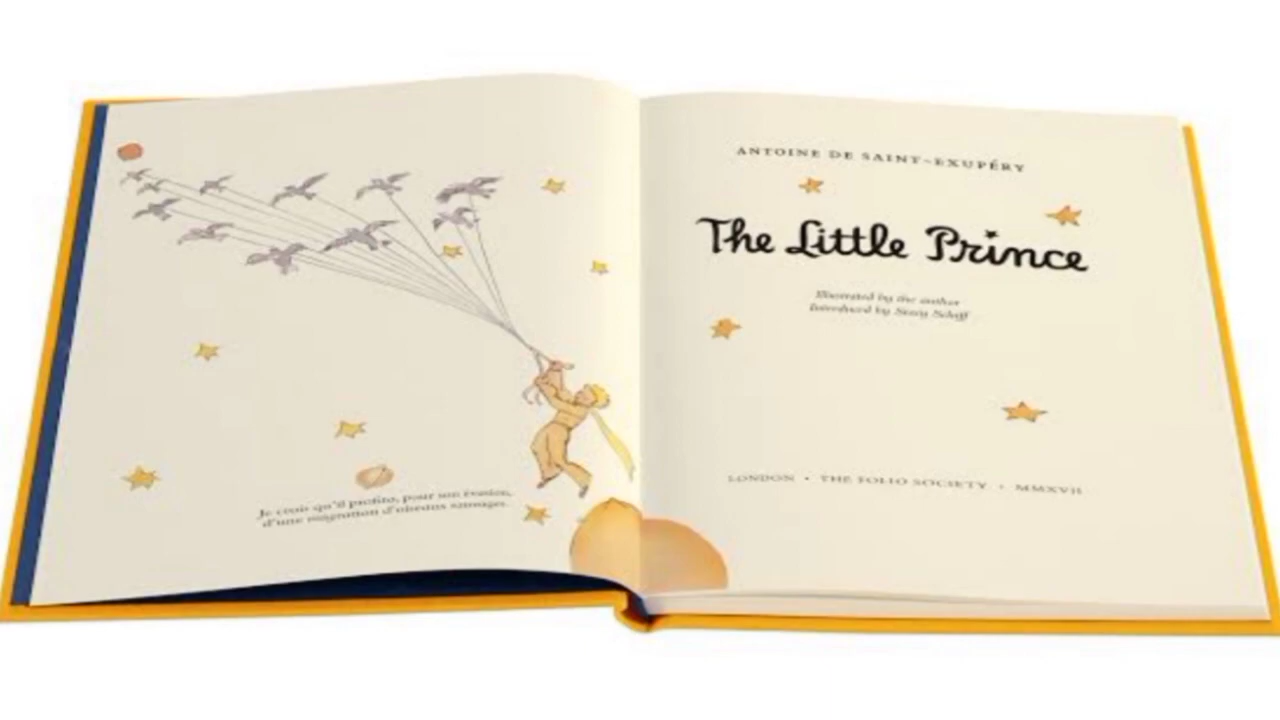 Je crois qu'il profita, pour son évasion,
d'une migration d'oiseaux sauvages.
ANTOINE DE SAINT-EXUPÉRY
The Little Prince
Illustrated by the author
Introduced by Stacy Schiff
LONDON · THE FOLIO SOCIETY · MMXVII